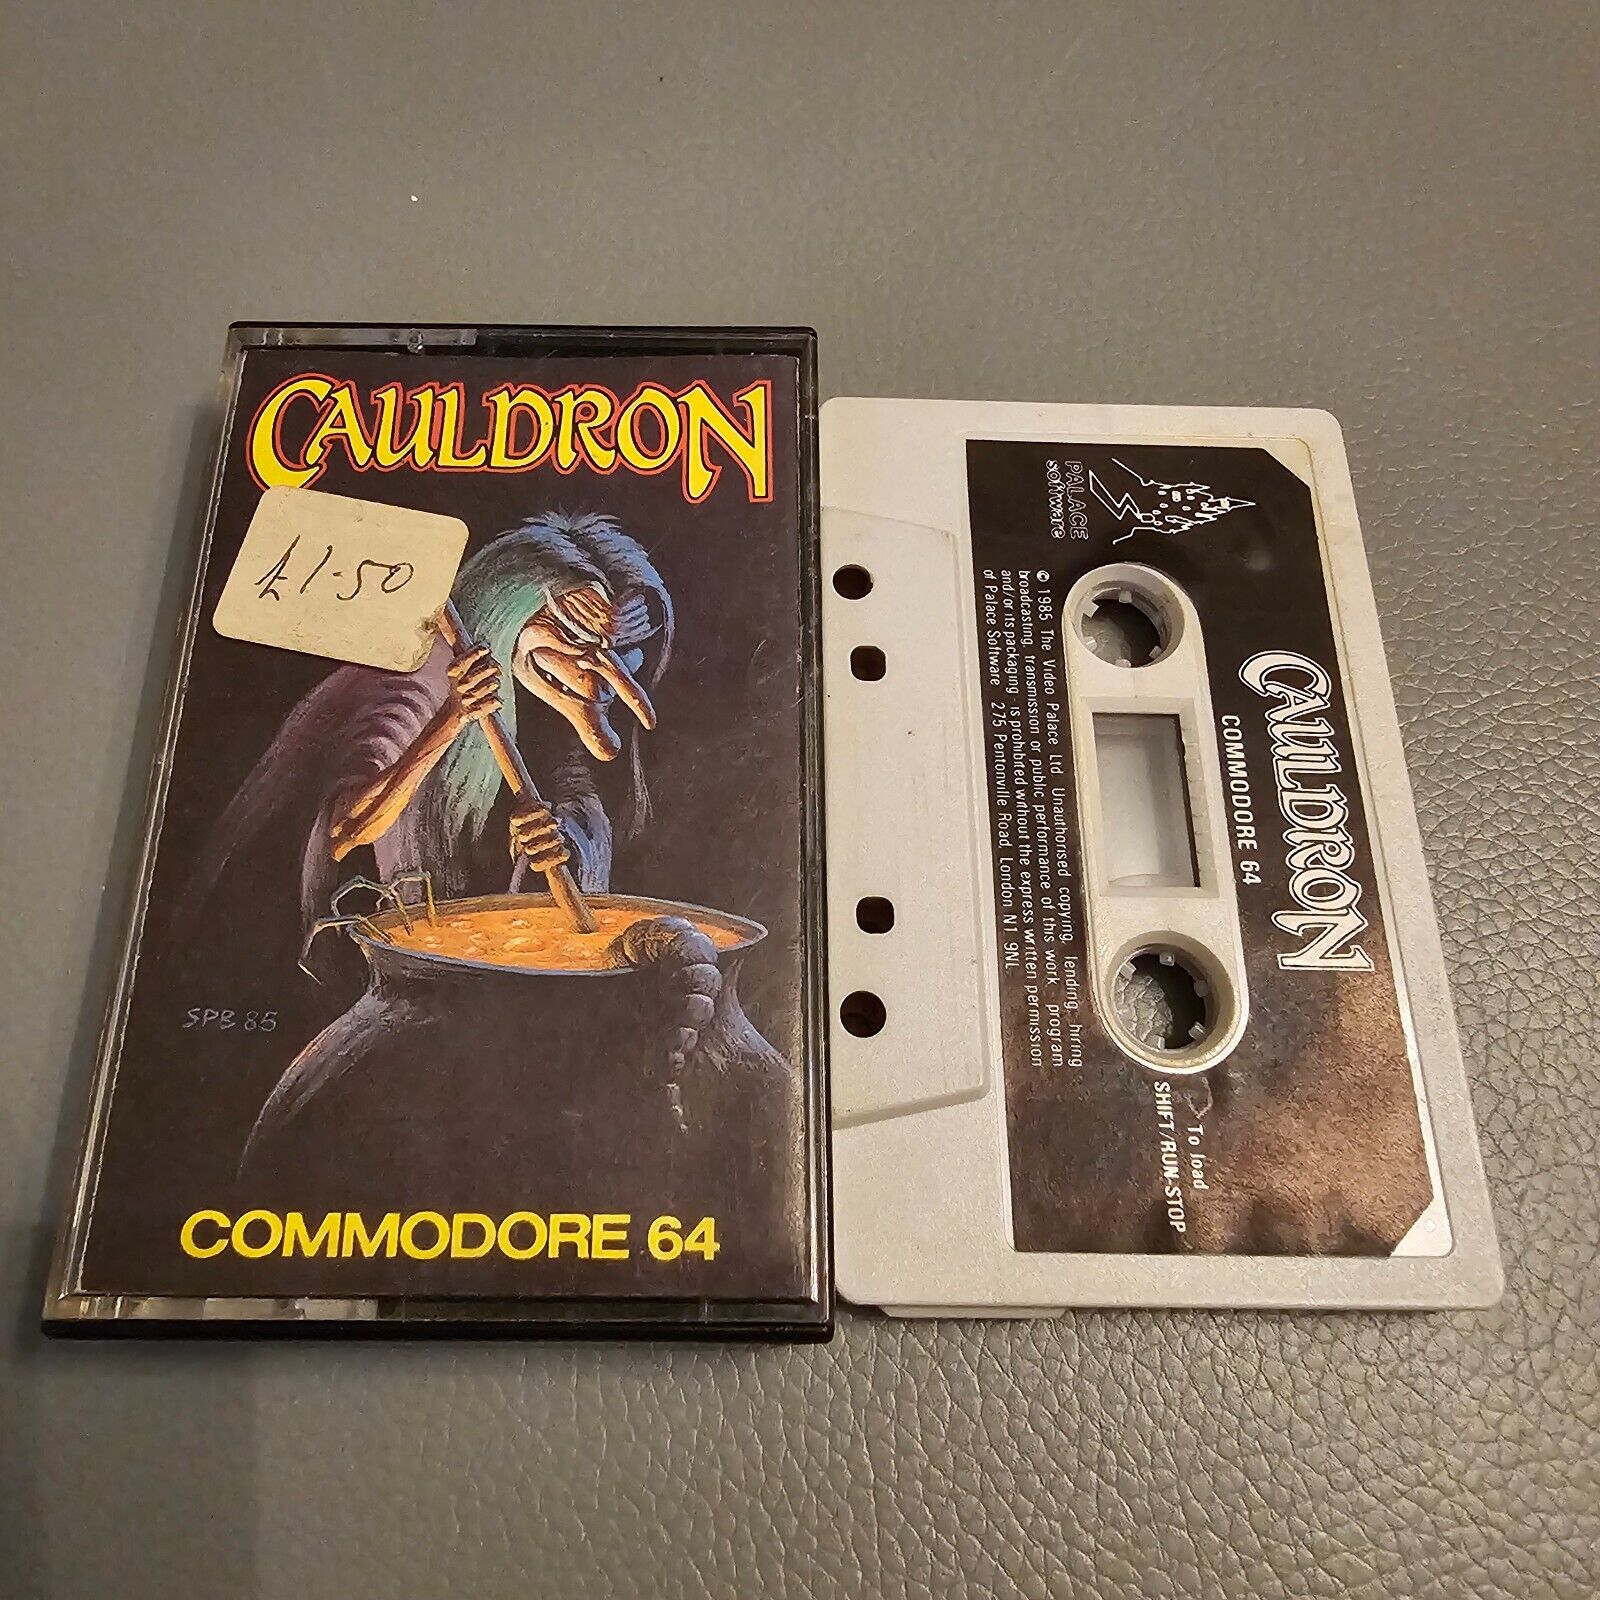 CAULDRON
£1-50
SPB 85
COMMODORE 64
PALACE
software
© 1985 The Video Palace Ltd Unauthorised copying, lending, hiring
broadcasting, transmission or public performance of this work, program
and/or its packaging is prohibited without the express written permission
of Palace Software 275 Pentonville Road, London N1 9NL
CAULDRON
COMMODORE 64
To load
SHIFT/RUN-STOP